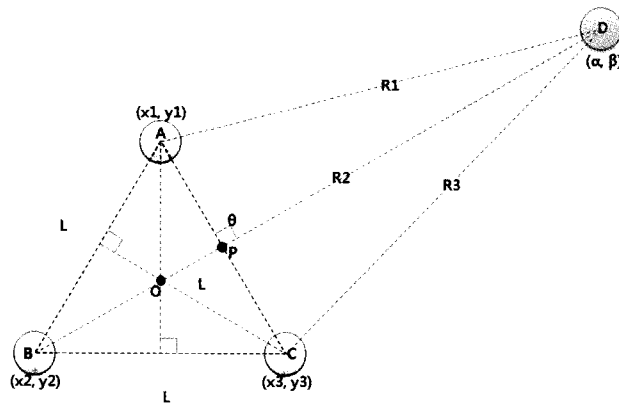 D
(α, β)
R1
(x1, y1)
A
R2
R3
L
θ
P
O
L
B
C
(x2, y2)
(x3, y3)
L